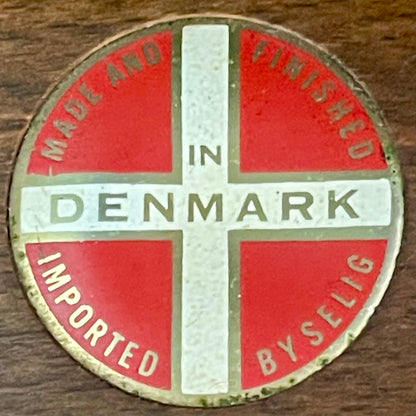 MADE AND FINISHED
IN
DENMARK
IMPORTED BY SELIG